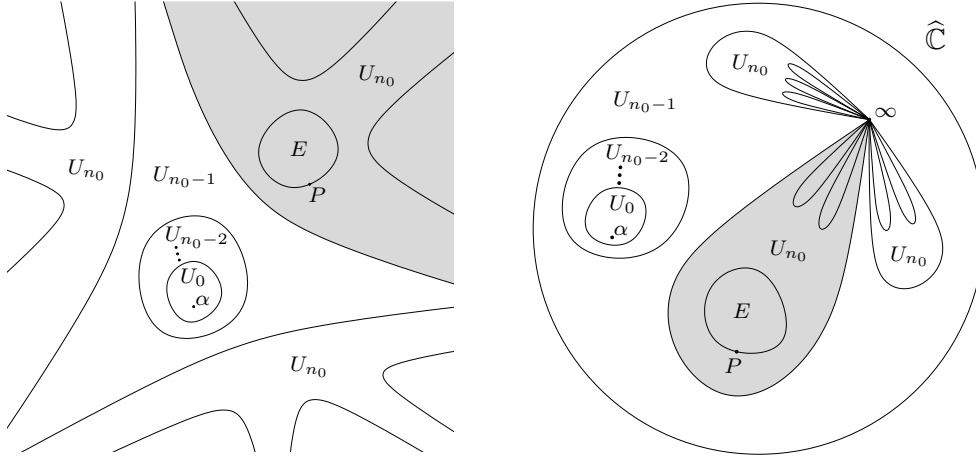 U_{n_0}
E
P
U_{n_0}
U_{n_0-1}
U_{n_0-2}
U_0
α
U_{n_0}
\widehat{ℂ}
U_{n_0}
U_{n_0-1}
∞
U_{n_0-2}
U_0
α
U_{n_0}
U_{n_0}
E
P